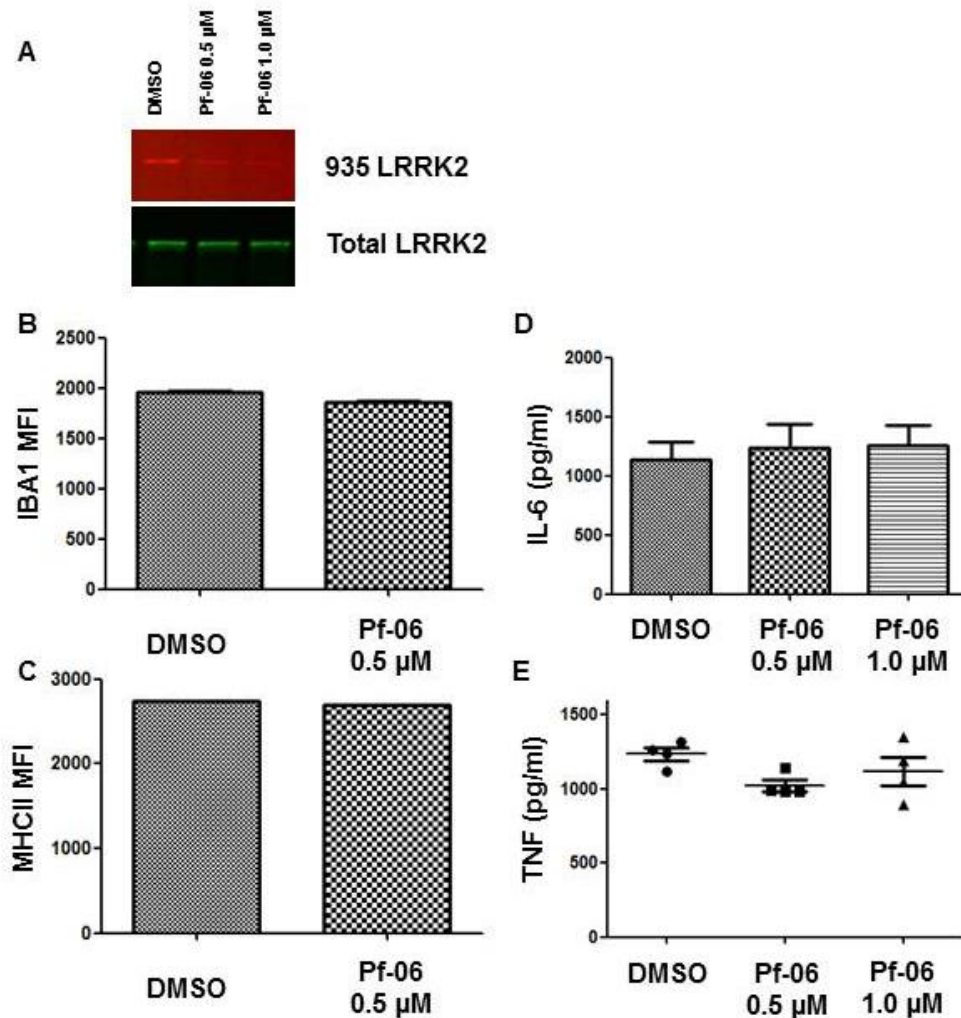 A
DMSO
Pf-06 0.5 µM
Pf-06 1.0 µM
935 LRRK2
Total LRRK2
B
IBA1 MFI
2500
2000
1500
1000
500
0
DMSO
Pf-06
0.5 µM
C
MHCII MFI
3000
2000
1000
0
DMSO
Pf-06
0.5 µM
D
IL-6 (pg/ml)
2000
1500
1000
500
0
DMSO
Pf-06
0.5 µM
Pf-06
1.0 µM
E
TNF (pg/ml)
1500
1000
500
0
DMSO
Pf-06
0.5 µM
Pf-06
1.0 µM